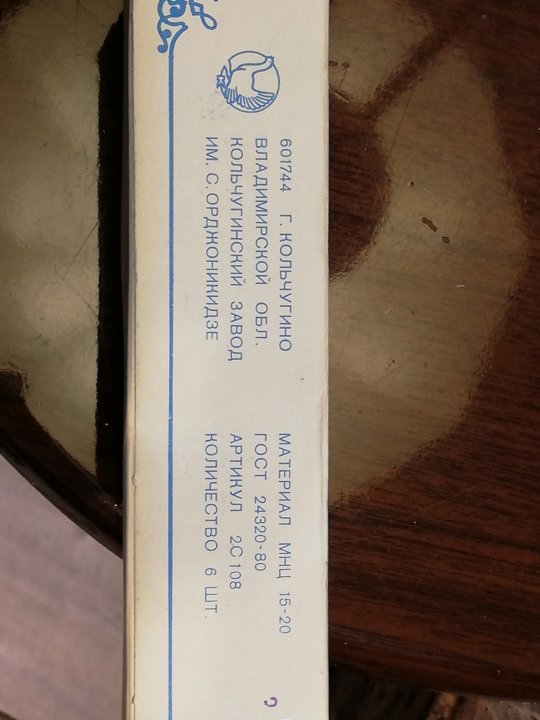 601744 Г. КОЛЬЧУГИНО
ВЛАДИМИРСКОЙ ОБЛ.
КОЛЬЧУГИНСКИЙ ЗАВОД
ИМ. С. ОРДЖОНИКИДЗЕ
МАТЕРИАЛ МНЦ 15-20
ГОСТ 24320-80
АРТИКУЛ 2С108
КОЛИЧЕСТВО 6 ШТ.